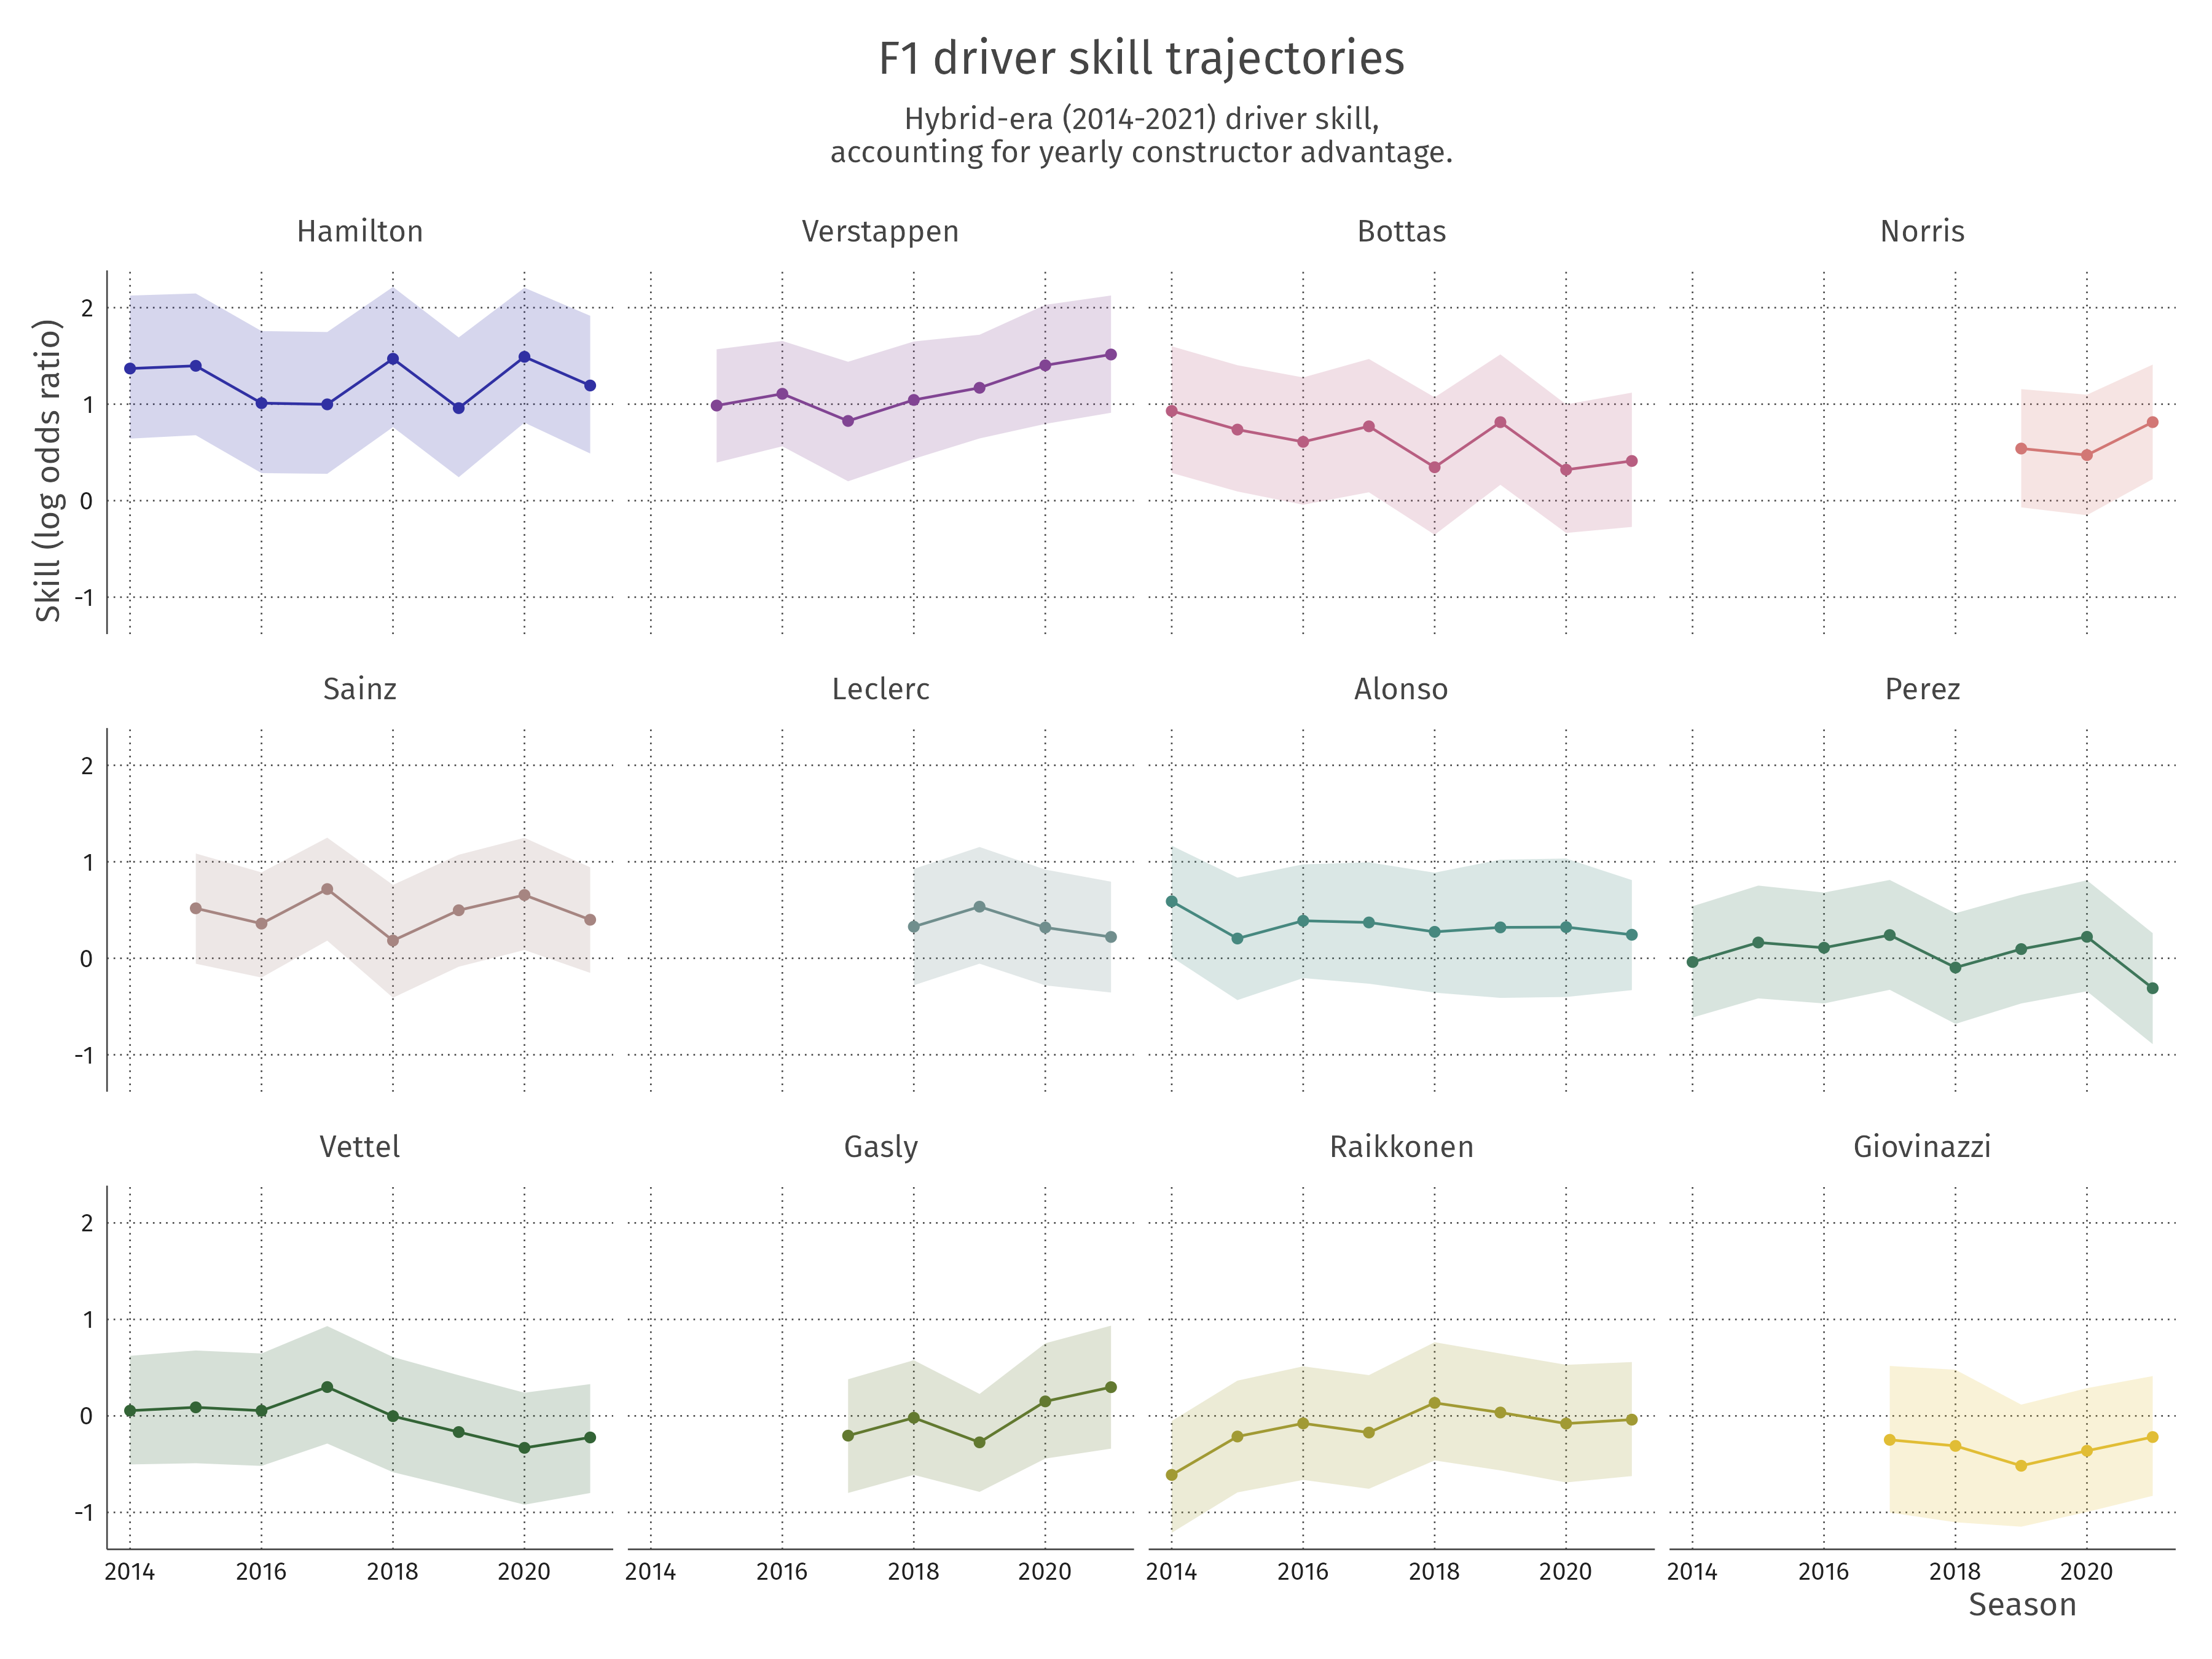 F1 driver skill trajectories
Hybrid-era (2014-2021) driver skill,
accounting for yearly constructor advantage.
Hamilton
Verstappen
Bottas
Norris
Skill (log odds ratio)
2
1
0
-1
Sainz
Leclerc
Alonso
Perez
2
1
0
-1
Vettel
Gasly
Raikkonen
Giovinazzi
2
1
0
-1
2014 2016 2018 2020 2014 2016 2018 2020 2014 2016 2018 2020 2014 2016 2018 2020
Season